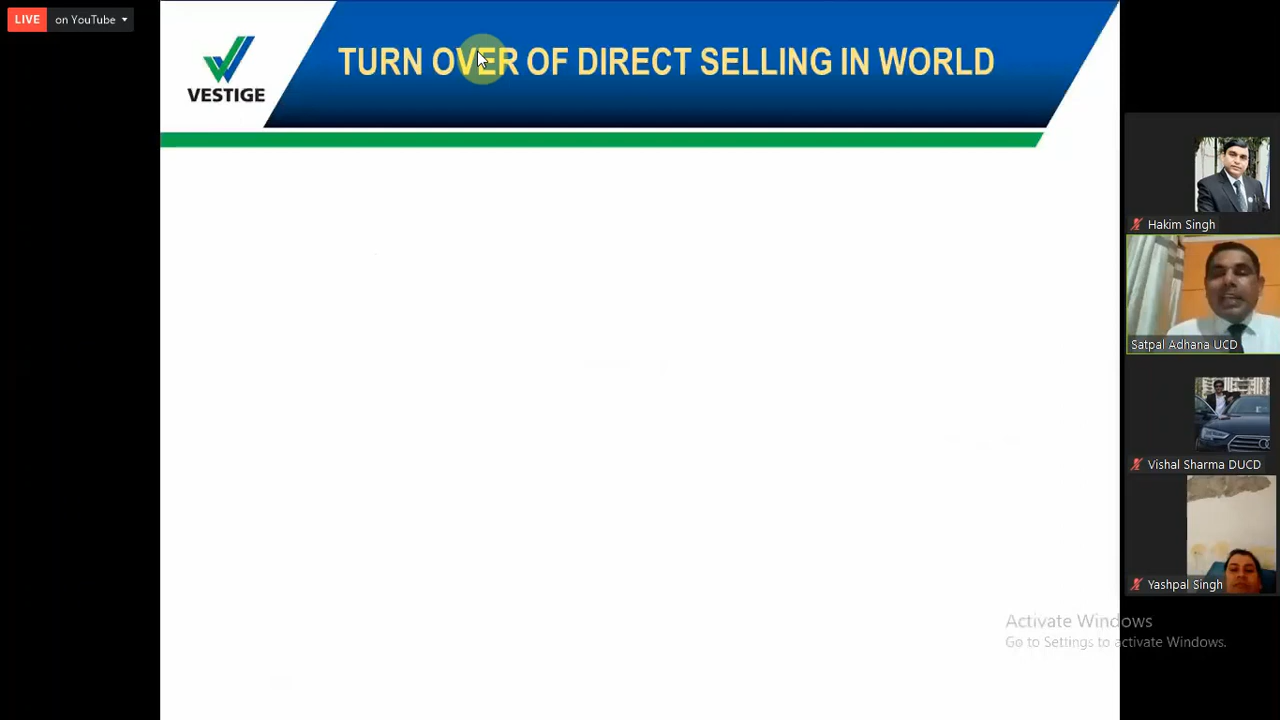 LIVE on YouTube
VESTIGE
TURN OVER OF DIRECT SELLING IN WORLD
Hakim Singh
Satpal Adhana UCD
Vishal Sharma DUCD
Yashpal Singh
Activate Windows
Go to Settings to activate Windows.